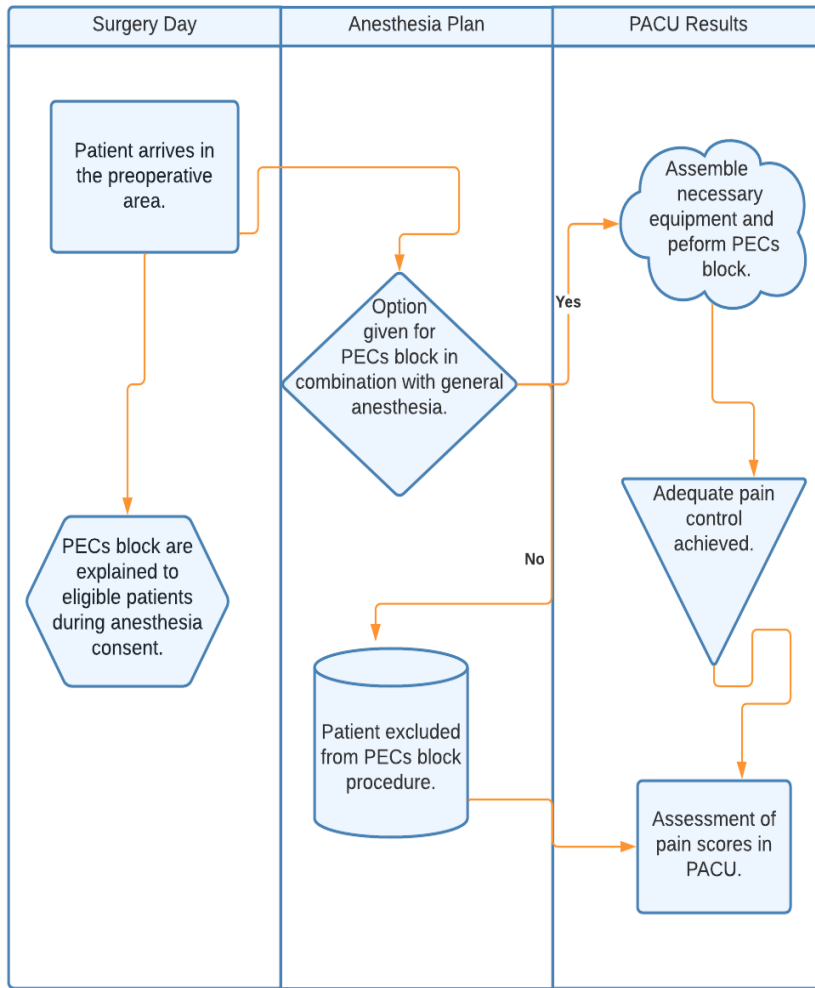 Surgery Day
Anesthesia Plan
PACU Results
Patient arrives in
the preoperative
area.
PECs block are
explained to
eligible patients
during anesthesia
consent.
Option
given for
PECs block in
combination with general
anesthesia.
Yes
No
Patient excluded
from PECs block
procedure.
Assemble
necessary
equipment and
peform PECs
block.
Adequate pain
control
achieved.
Assessment of
pain scores in
PACU.